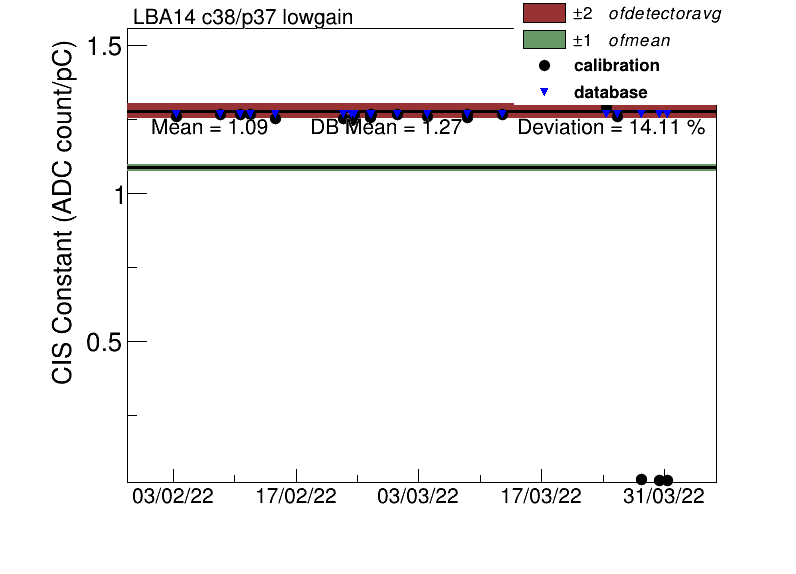 LBA14 c38/p37 lowgain
±2 ofdetectoravg
±1 ofmean
calibration
database
CIS Constant (ADC count/pC)
1.5
1
0.5
Mean = 1.09 DB Mean = 1.27 Deviation = 14.11 %
03/02/22 17/02/22 03/03/22 17/03/22 31/03/22